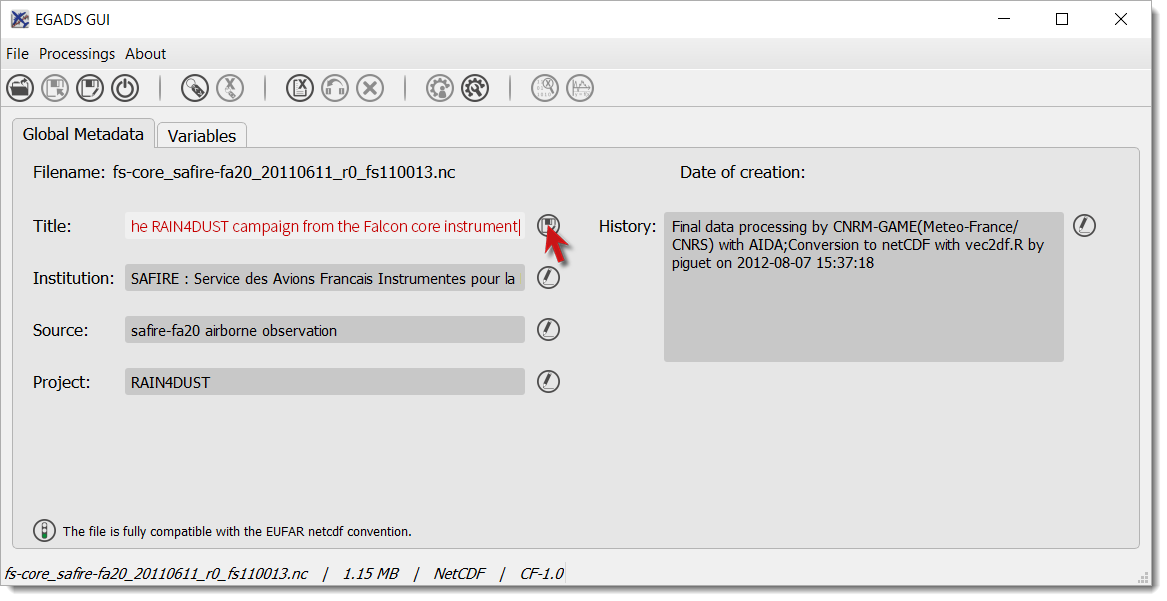 EGADS GUI
File Processings About
Global Metadata Variables
Filename: fs-core_safire-fa20_20110611_r0_fs110013.nc
Date of creation:
Title: he RAIN4DUST campaign from the Falcon core instrument
Institution: SAFIRE : Service des Avions Francais Instrumentes pour la
Source: safire-fa20 airborne observation
Project: RAIN4DUST
History: Final data processing by CNRM-GAME(Meteo-France/
CNRS) with AIDA;Conversion to netCDF with vec2df.R by
piguet on 2012-08-07 15:37:18
The file is fully compatible with the EUFAR netcdf convention.
fs-core_safire-fa20_20110611_r0_fs110013.nc | 1.15 MB | NetCDF | CF-1.0